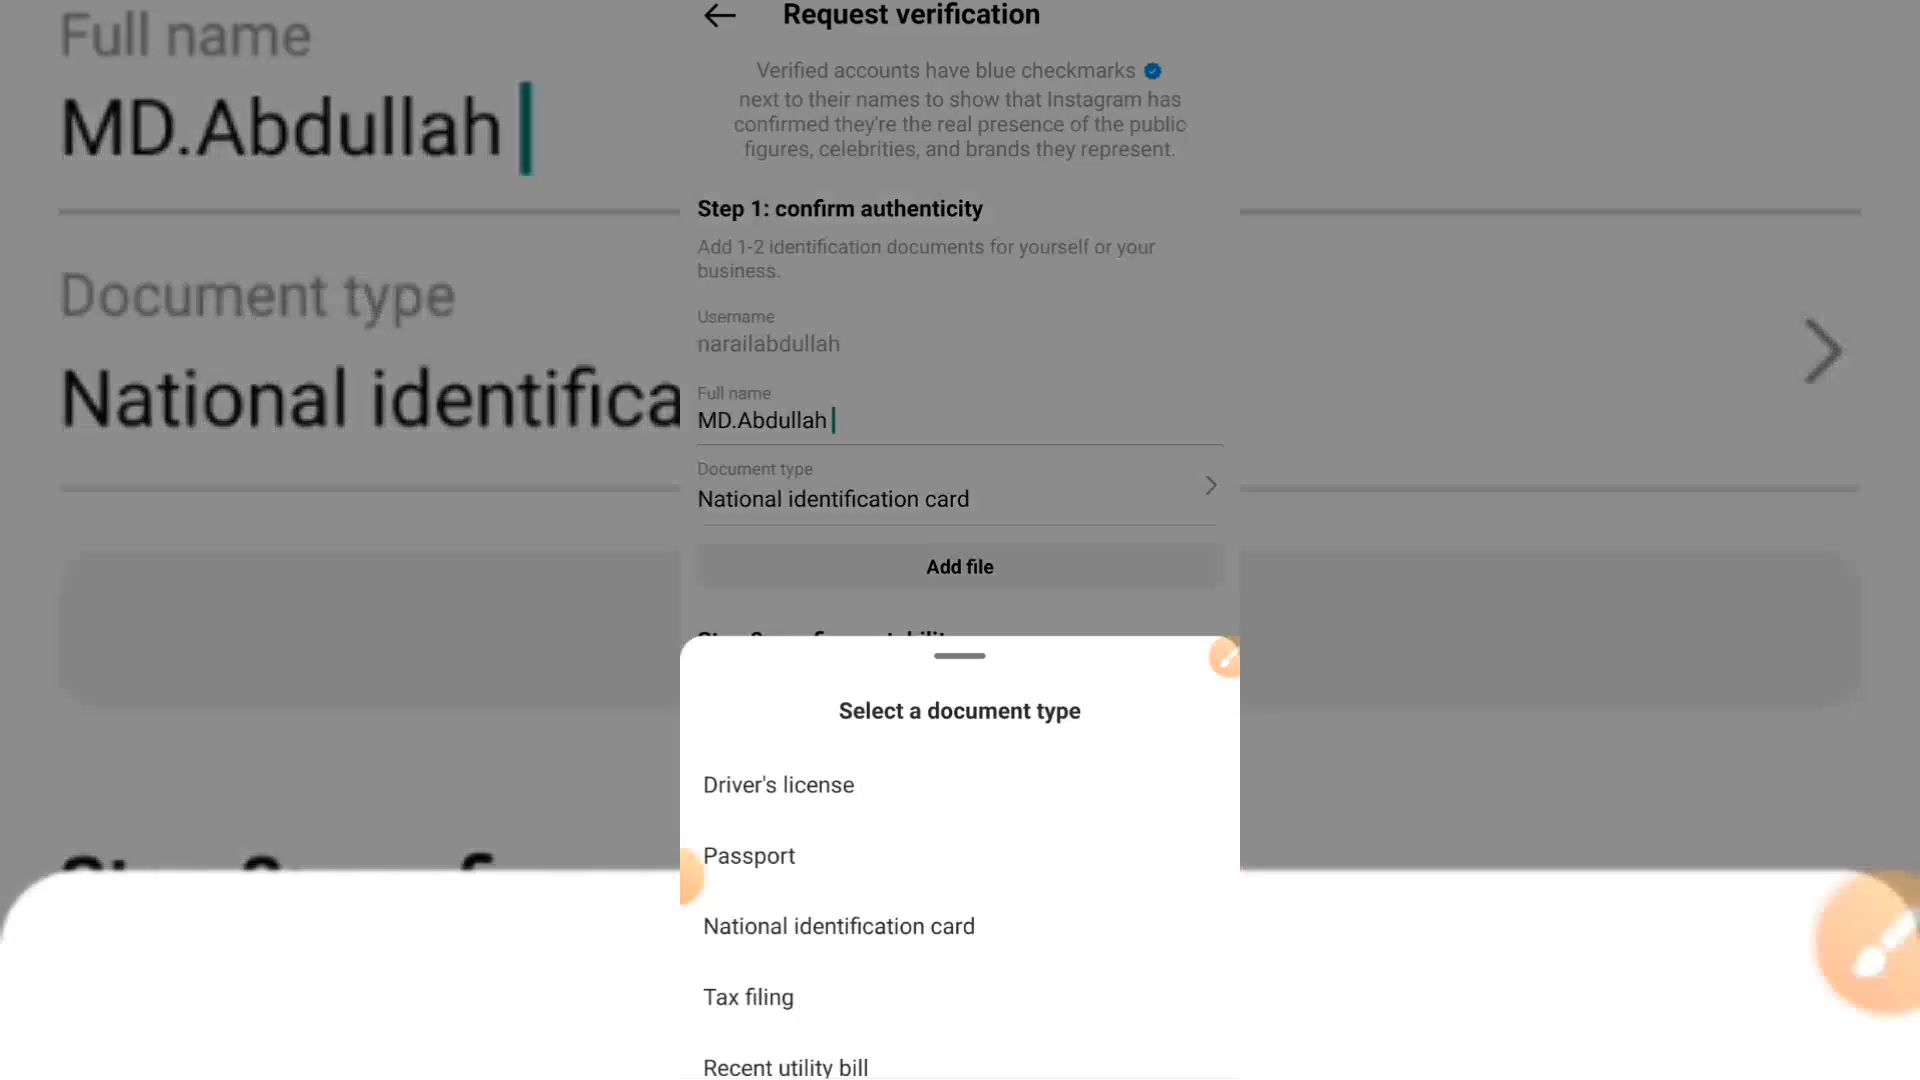 Full name
MD.Abdullah
Document type
National identifica
Request verification
Verified accounts have blue checkmarks
next to their names to show that Instagram has
confirmed they're the real presence of the public
figures, celebrities, and brands they represent.
Step 1: confirm authenticity
Add 1-2 identification documents for yourself or your
business.
Username
narailabdullah
Full name
MD.Abdullah
Document type
National identification card
Add file
Select a document type
Driver's license
Passport
National identification card
Tax filing
Recent utility bill